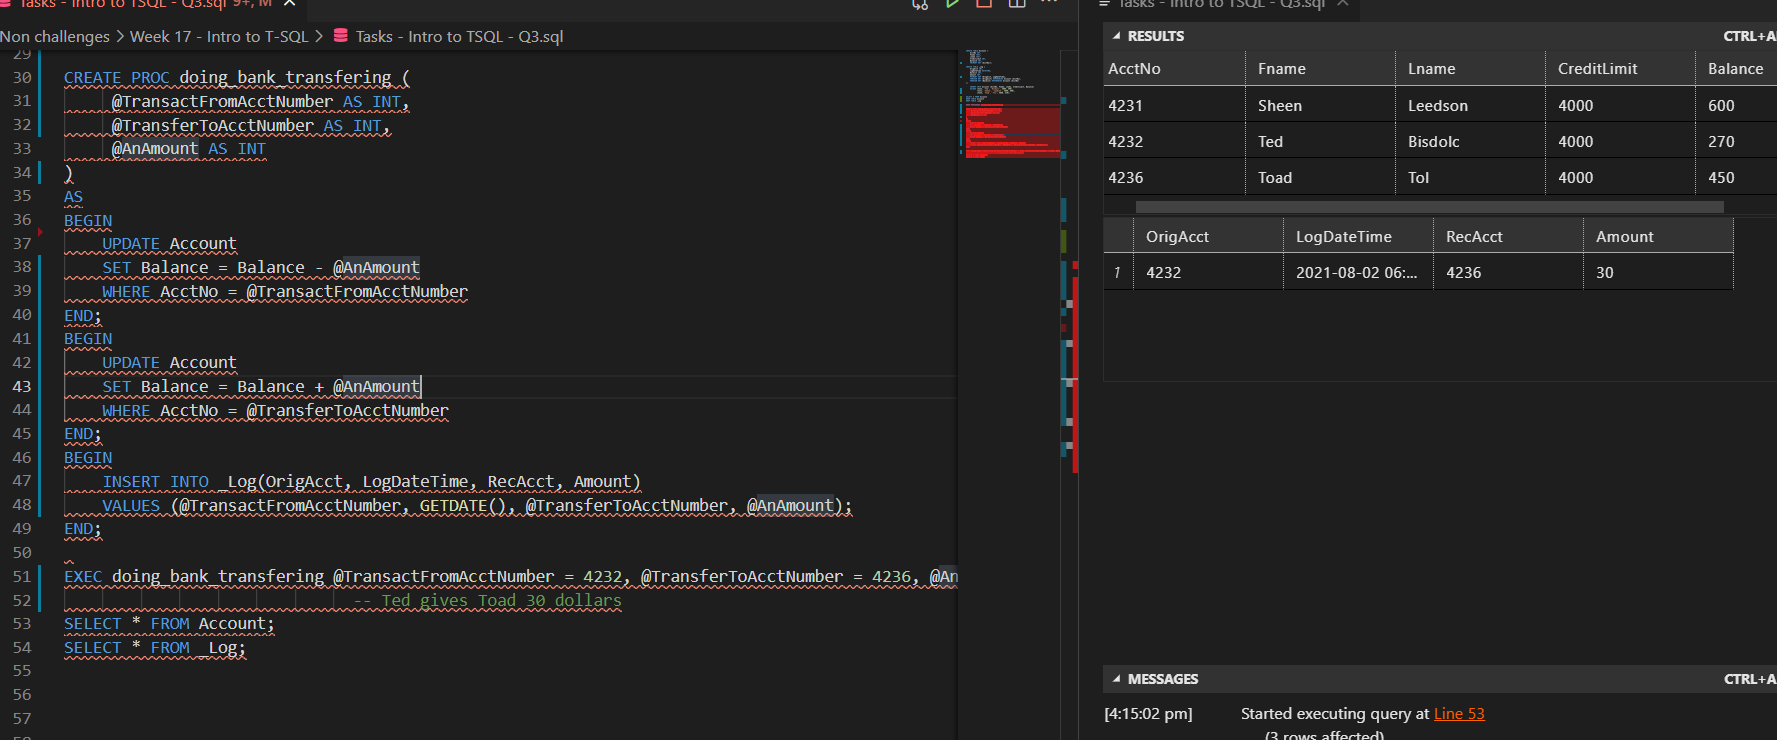 Tasks - Intro to TSQL - Q3.sql 9+, M
Non challenges > Week 17 - Intro to T-SQL > Tasks - Intro to TSQL - Q3.sql
29
30 CREATE PROC doing_bank_transfering (
31 @TransactFromAcctNumber AS INT,
32 @TransferToAcctNumber AS INT,
33 @AnAmount AS INT
34 )
35 AS
36 BEGIN
37 UPDATE Account
38 SET Balance = Balance - @AnAmount
39 WHERE AcctNo = @TransactFromAcctNumber
40 END;
41 BEGIN
42 UPDATE Account
43 SET Balance = Balance + @AnAmount
44 WHERE AcctNo = @TransferToAcctNumber
45 END;
46 BEGIN
47 INSERT INTO _Log(OrigAcct, LogDateTime, RecAcct, Amount)
48 VALUES (@TransactFromAcctNumber, GETDATE(), @TransferToAcctNumber, @AnAmount);
49 END;
50
51 EXEC doing_bank_transfering @TransactFromAcctNumber = 4232, @TransferToAcctNumber = 4236, @An
52 -- Ted gives Toad 30 dollars
53 SELECT * FROM Account;
54 SELECT * FROM _Log;
55
56
57
Tasks - Intro to TSQL - Q3.sql
RESULTS CTRL+A
AcctNo Fname Lname CreditLimit Balance
4231 Sheen Leedson 4000 600
4232 Ted Bisdolc 4000 270
4236 Toad Tol 4000 450
OrigAcct LogDateTime RecAcct Amount
1 4232 2021-08-02 06:... 4236 30
MESSAGES CTRL+A
[4:15:02 pm] Started executing query at Line 53
(3 rows affected)